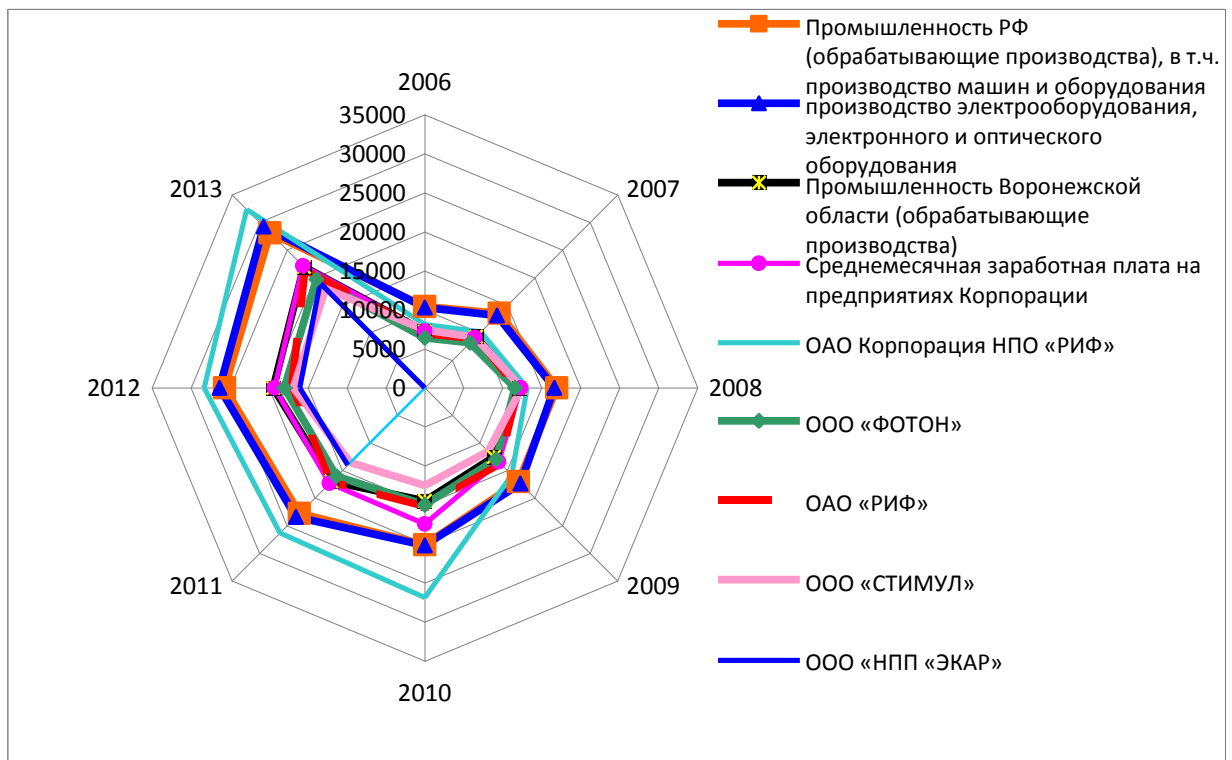 2006
35000
30000
25000
20000
15000
10000
5000
0
2007
2008
2009
2010
2011
2012
2013
Промышленность РФ
(обрабатывающие производства), в т.ч.
производство машин и оборудования
производство электрооборудования,
электронного и оптического
оборудования
Промышленность Воронежской
области (обрабатывающие
производства)
Среднемесячная заработная плата на
предприятиях Корпорации
ОАО Корпорация НПО «РИФ»
ООО «ФОТОН»
ОАО «РИФ»
ООО «СТИМУЛ»
ООО «НПП «ЭКАР»